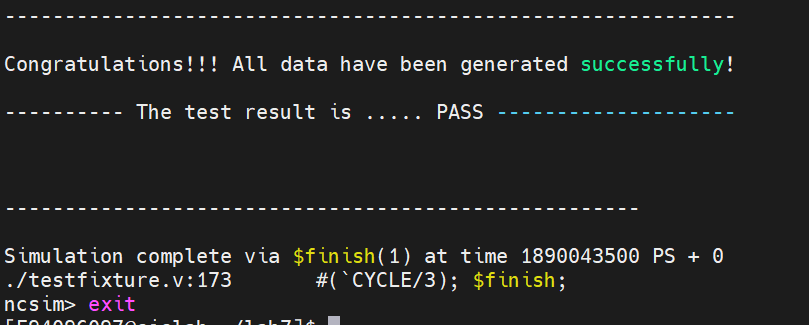 -------------------------------------------------------------
Congratulations!!! All data have been generated successfully!
---------- The test result is ..... PASS --------------------
-----------------------------------------------------
Simulation complete via $finish(1) at time 1890043500 PS + 0
./testfixture.v:173       #(`CYCLE/3); $finish;
ncsim> exit